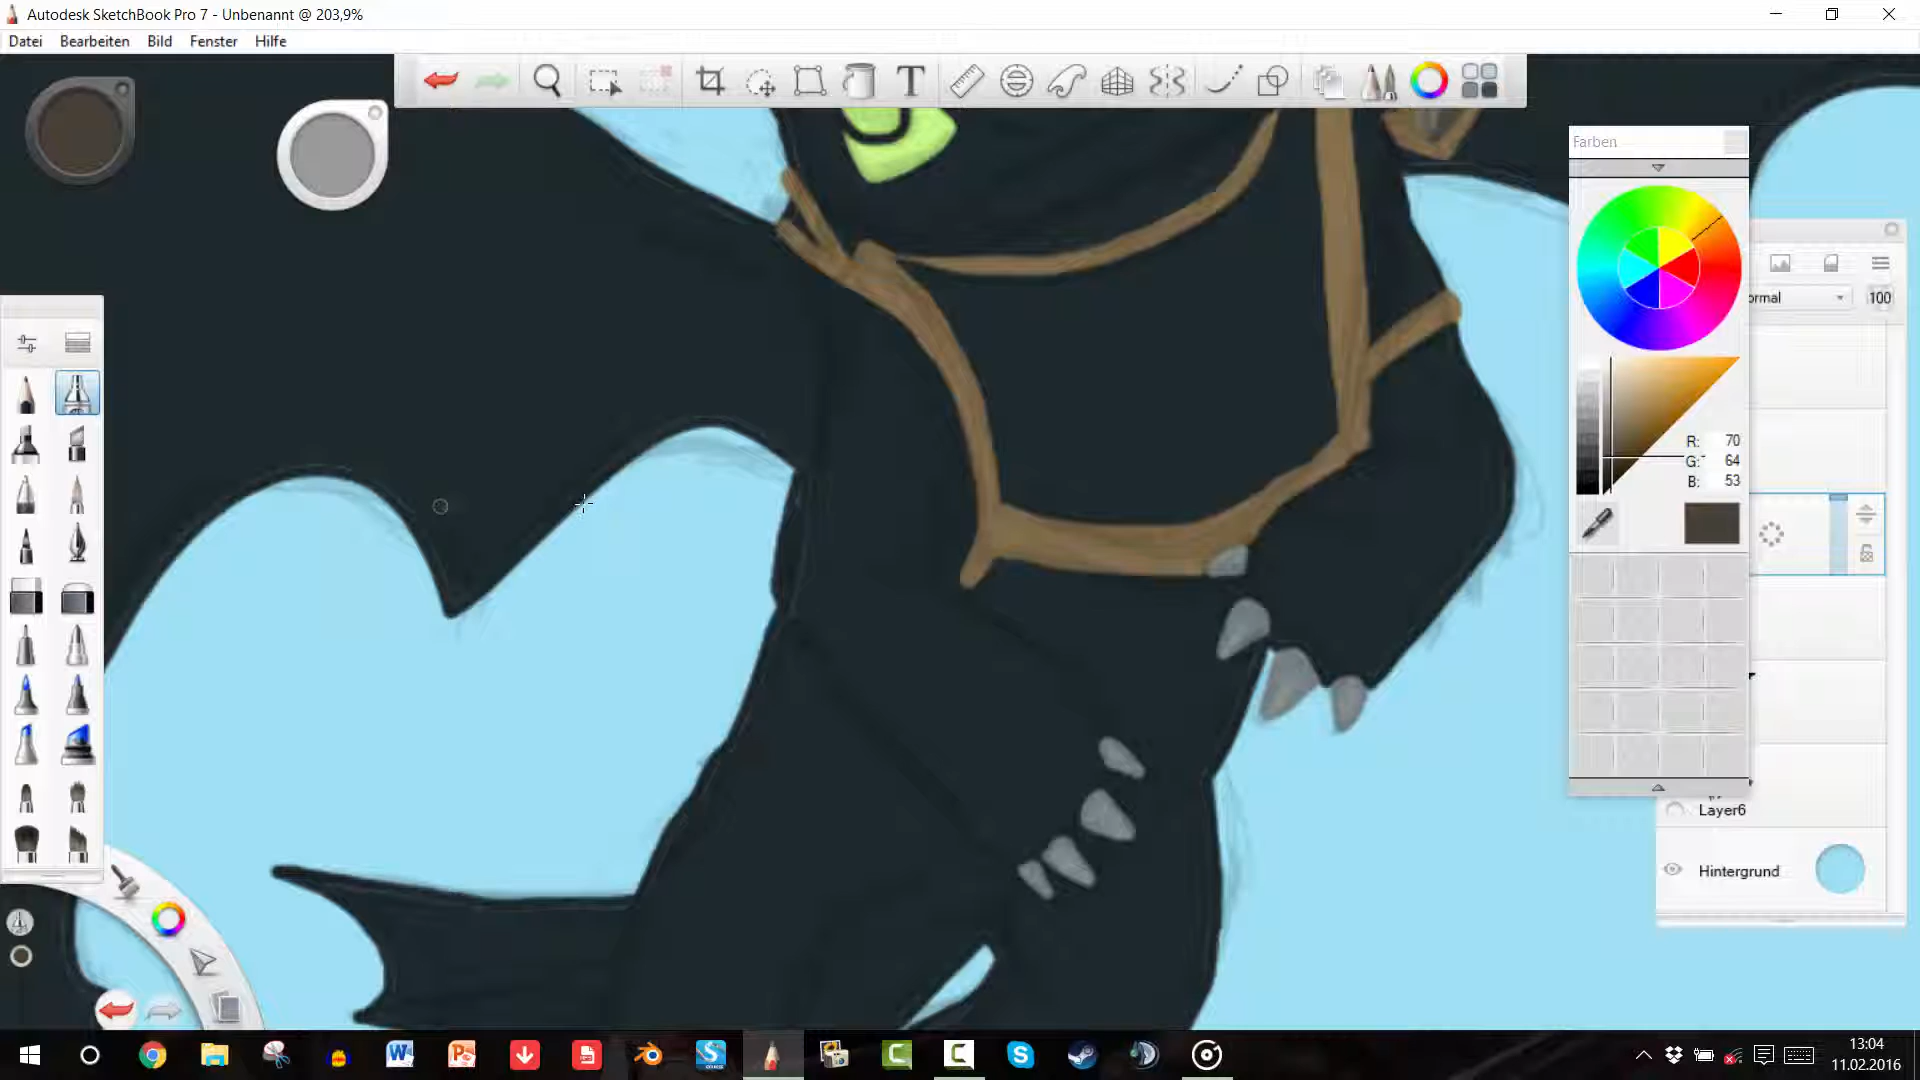 Autodesk SketchBook Pro 7 - Unbenannt @ 203,9%
Datei Bearbeiten Bild Fenster Hilfe
Farben
ormal 100
R: 70
G: 64
B: 53
Layer6
Hintergrund
13:04
11.02.2016